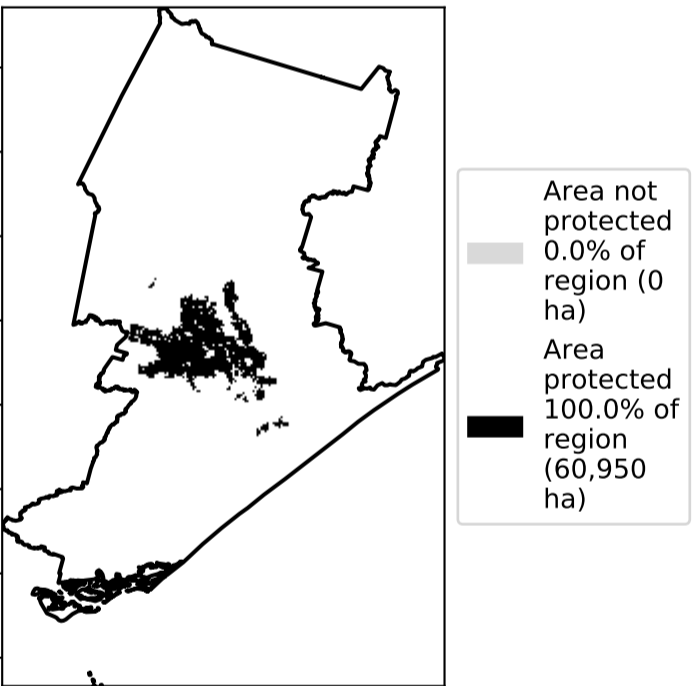 Area not
protected
0.0% of
region (0
ha)
Area
protected
100.0% of
region
(60,950
ha)